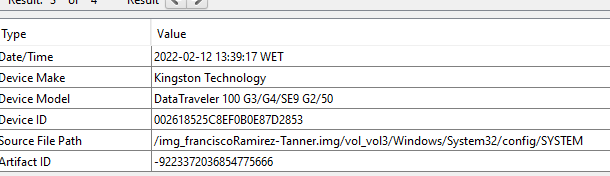 Result: 3 of 4 Result
Type Value
Date/Time 2022-02-12 13:39:17 WET
Device Make Kingston Technology
Device Model DataTraveler 100 G3/G4/SE9 G2/50
Device ID 002618525C8EF0B0E87D2853
Source File Path /img_franciscoRamirez-Tanner.img/vol_vol3/Windows/System32/config/SYSTEM
Artifact ID -9223372036854775666